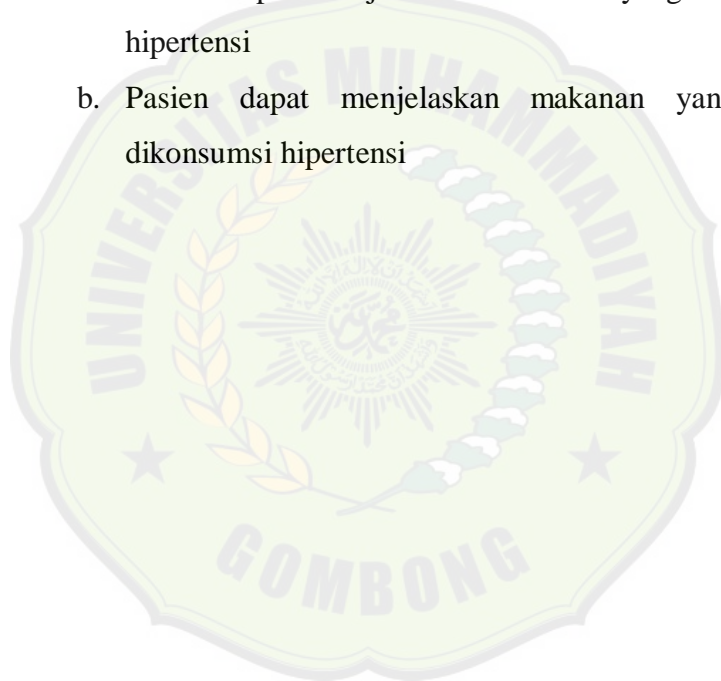 hipertensi
b. Pasien dapat menjelaskan makanan yan
dikonsumsi hipertensi
UNIVERSITAS MUHAMMADIYAH
GOMBONG